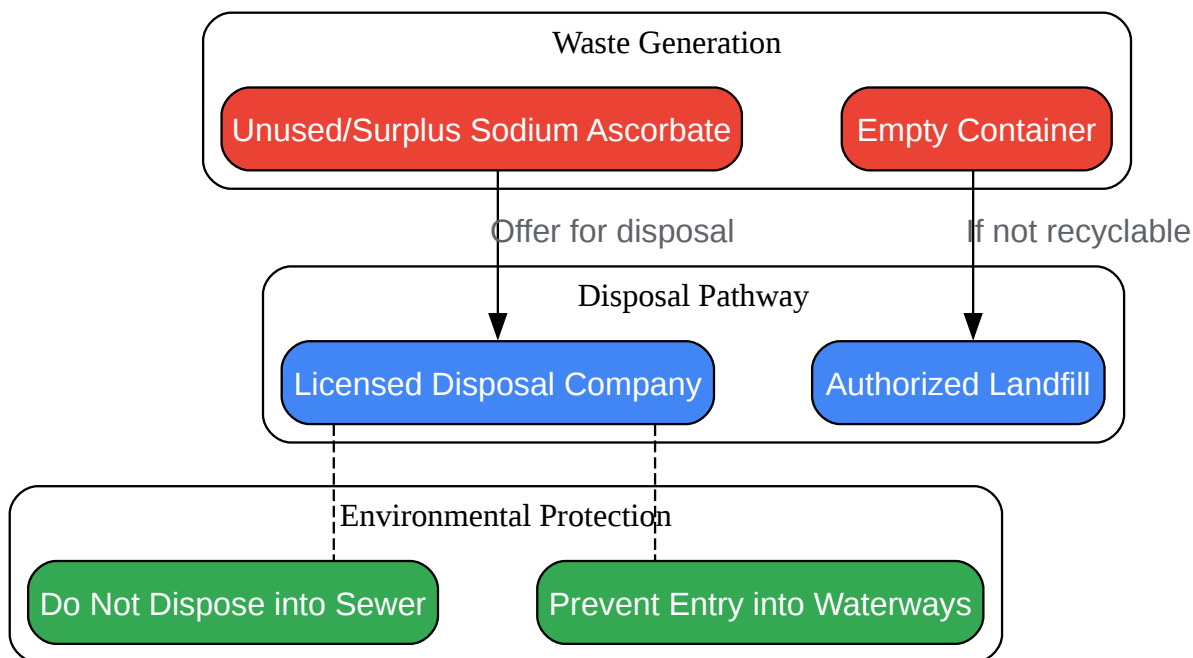 Waste Generation
Unused/Surplus Sodium Ascorbate
Empty Container
Offer for disposal
If not recyclable
Disposal Pathway
Licensed Disposal Company
Authorized Landfill
Environmental Protection
Do Not Dispose into Sewer
Prevent Entry into Waterways